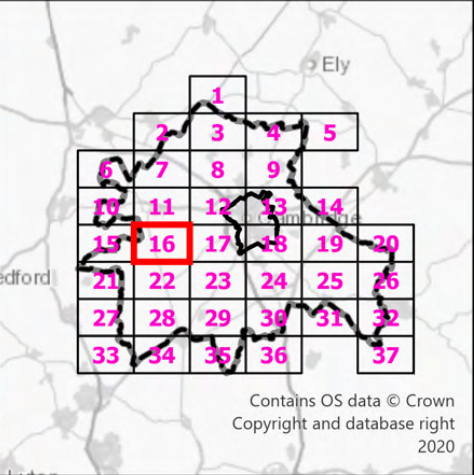 Ely
1
2 3 4 5
6 7 8 9
10 11 12 13 14
Cambridge
15 16 17 18 19 20
edford
21 22 23 24 25 26
27 28 29 30 31 32
33 34 35 36 37
Contains OS data © Crown
Copyright and database right
2020